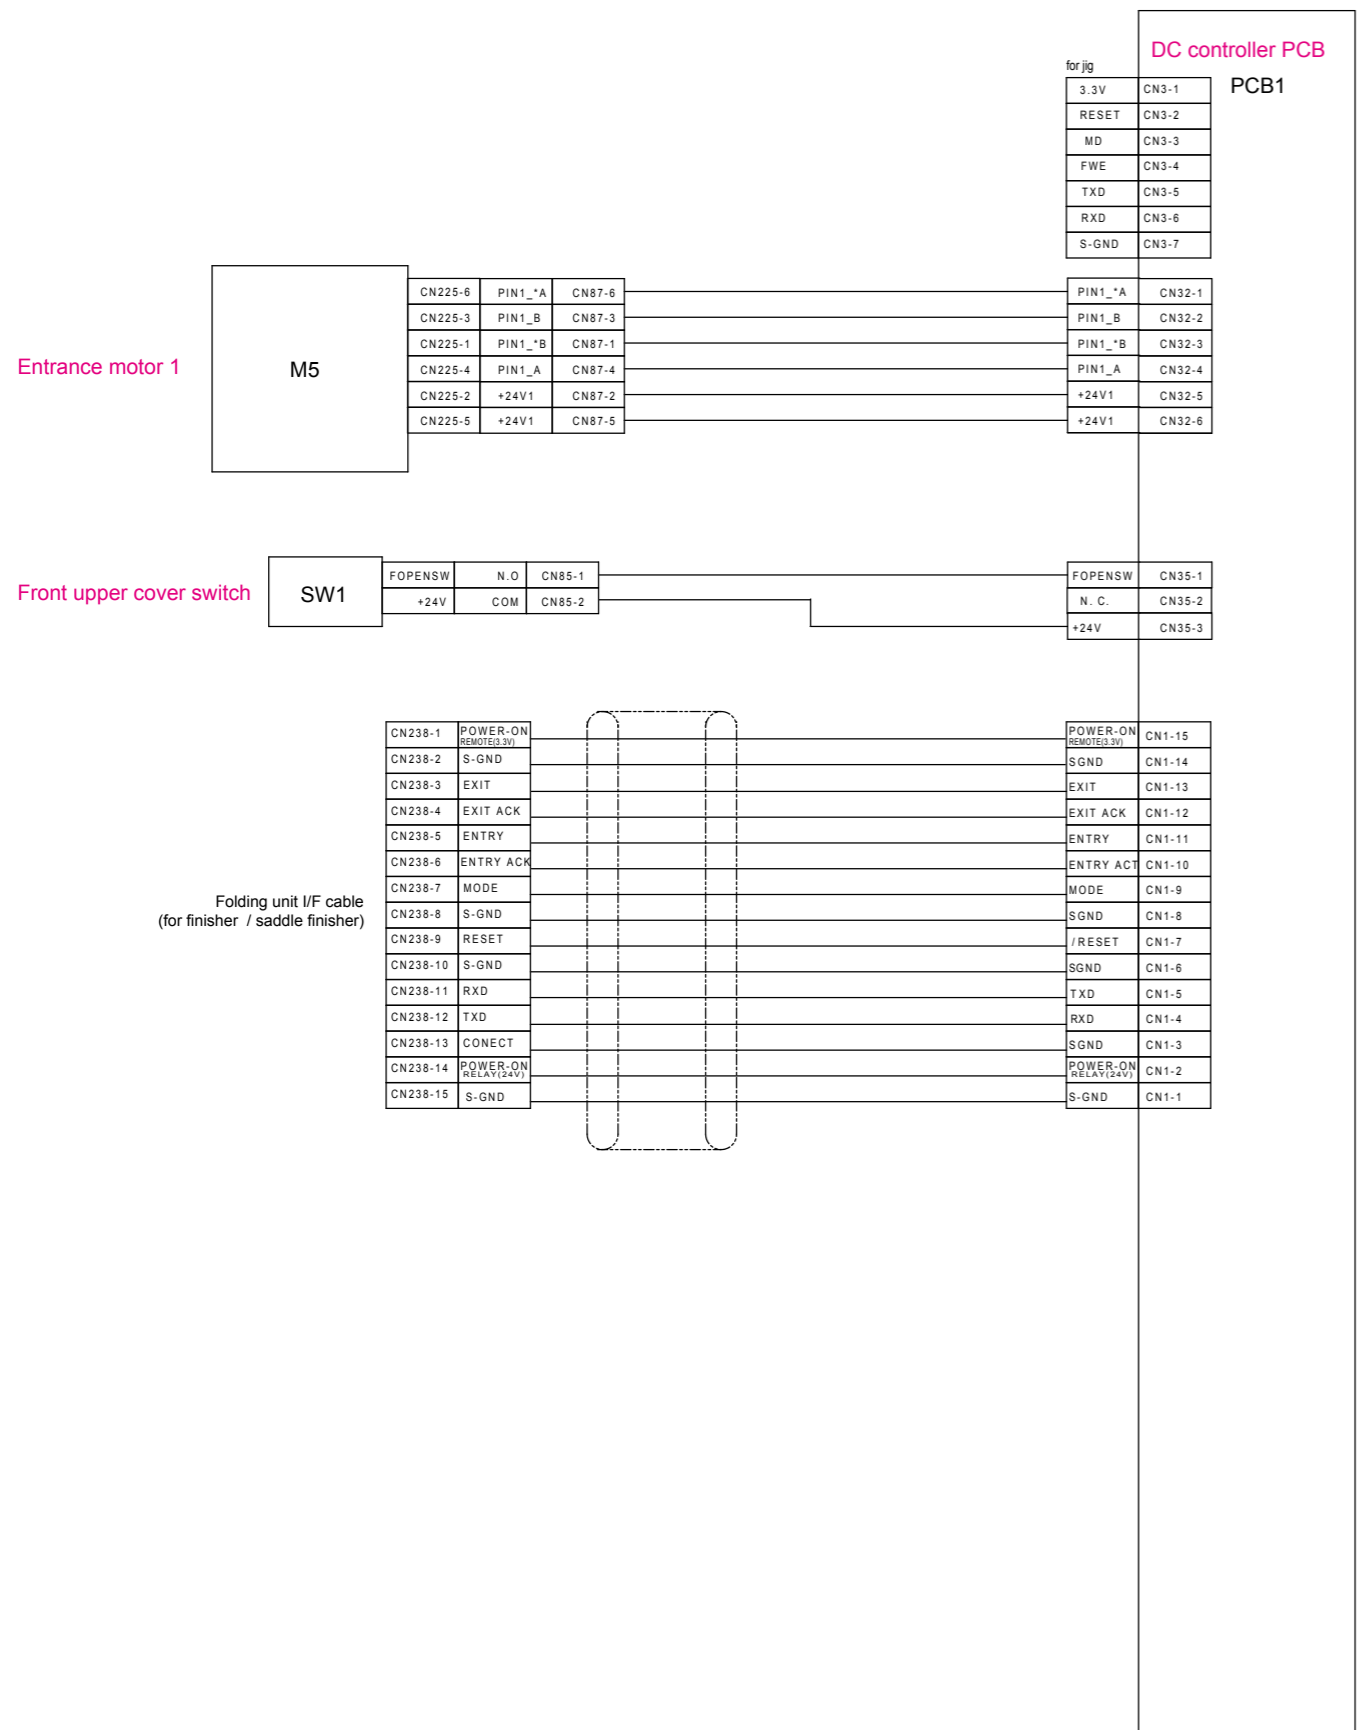 DC controller PCB
PCB1
for jig
3.3V CN3-1
RESET CN3-2
MD CN3-3
FWE CN3-4
TXD CN3-5
RXD CN3-6
S-GND CN3-7
Entrance motor 1
M5
CN225-6 PIN1_*A CN87-6 PIN1_*A CN32-1
CN225-3 PIN1_B CN87-3 PIN1_B CN32-2
CN225-1 PIN1_*B CN87-1 PIN1_*B CN32-3
CN225-4 PIN1_A CN87-4 PIN1_A CN32-4
CN225-2 +24V1 CN87-2 +24V1 CN32-5
CN225-5 +24V1 CN87-5 +24V1 CN32-6
Front upper cover switch
SW1
FOPENSW N.O CN85-1 FOPENSW CN35-1
+24V COM CN85-2 N. C. CN35-2
+24V CN35-3
Folding unit I/F cable
(for finisher / saddle finisher)
CN238-1 POWER-ON REMOTE(3.3V) POWER-ON REMOTE(3.3V) CN1-15
CN238-2 S-GND SGND CN1-14
CN238-3 EXIT EXIT CN1-13
CN238-4 EXIT ACK EXIT ACK CN1-12
CN238-5 ENTRY ENTRY CN1-11
CN238-6 ENTRY ACK ENTRY ACT CN1-10
CN238-7 MODE MODE CN1-9
CN238-8 S-GND SGND CN1-8
CN238-9 RESET /RESET CN1-7
CN238-10 S-GND SGND CN1-6
CN238-11 RXD TXD CN1-5
CN238-12 TXD RXD CN1-4
CN238-13 CONECT SGND CN1-3
CN238-14 POWER-ON RELAY(24V) POWER-ON RELAY(24V) CN1-2
CN238-15 S-GND S-GND CN1-1